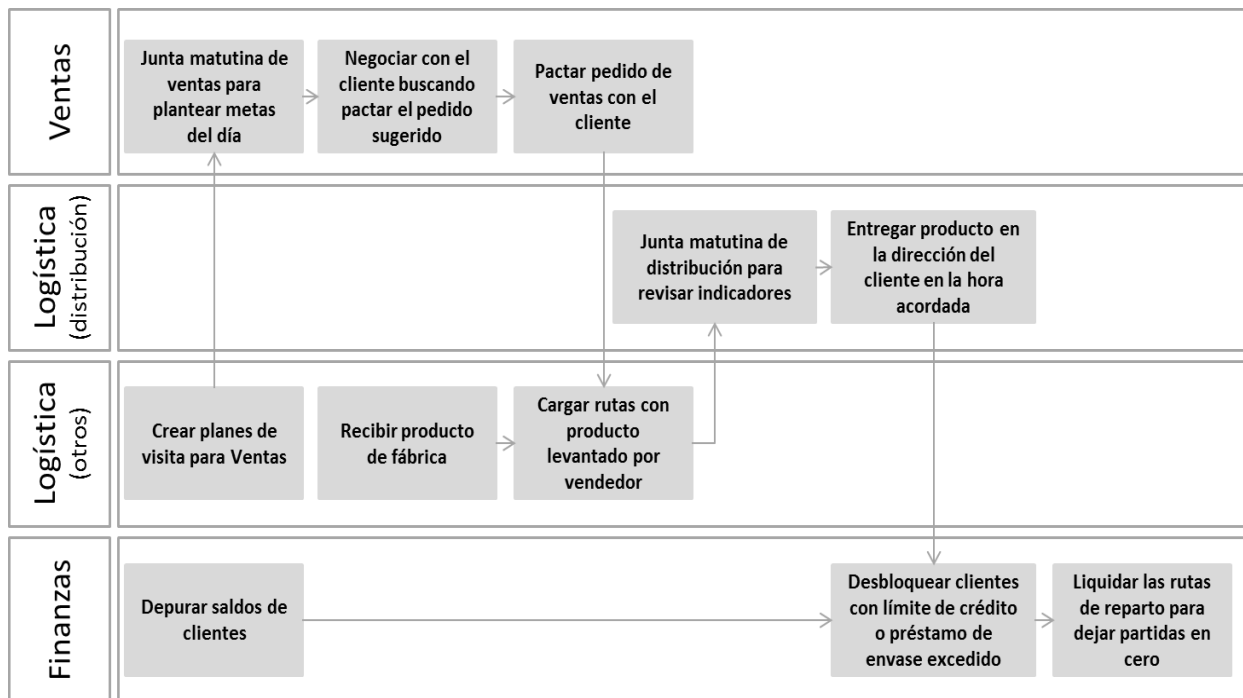 Ventas
Junta matutina de
ventas para
plantear metas
del día
Negociar con el
cliente buscando
pactar el pedido
sugerido
Pactar pedido de
ventas con el
cliente
Logística
(distribución)
Junta matutina de
distribución para
revisar indicadores
Entregar producto en
la dirección del
cliente en la hora
acordada
Logística
(otros)
Crear planes de
visita para Ventas
Recibir producto
de fábrica
Cargar rutas con
producto
levantado por
vendedor
Finanzas
Depurar saldos de
clientes
Desbloquear clientes
con límite de crédito
o préstamo de
envase excedido
Liquidar las rutas
de reparto para
dejar partidas en
cero